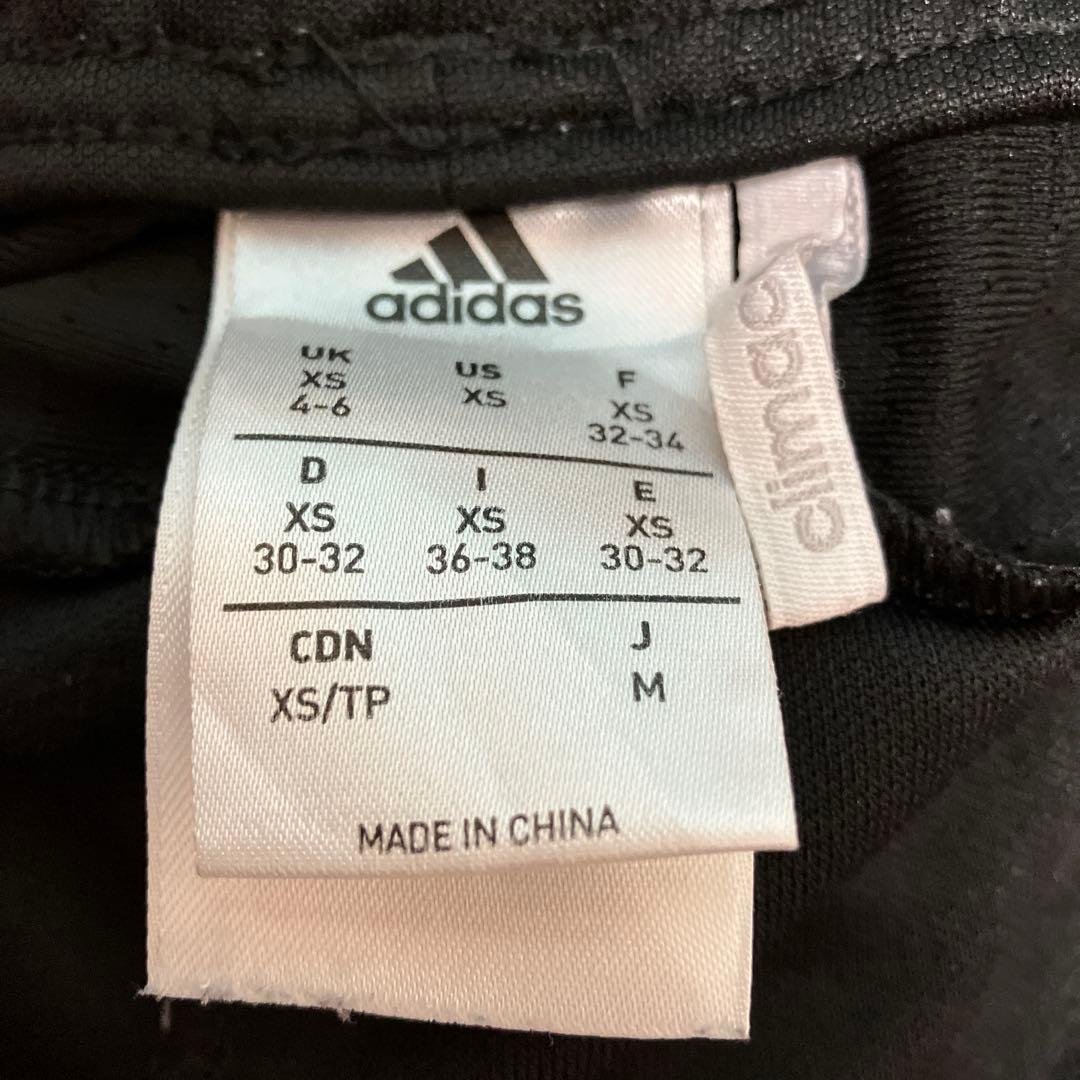 adidas
UK US F
XS XS XS
4-6 32-34
D I E
XS XS XS
30-32 36-38 30-32
CDN J
XS/TP M
MADE IN CHINA